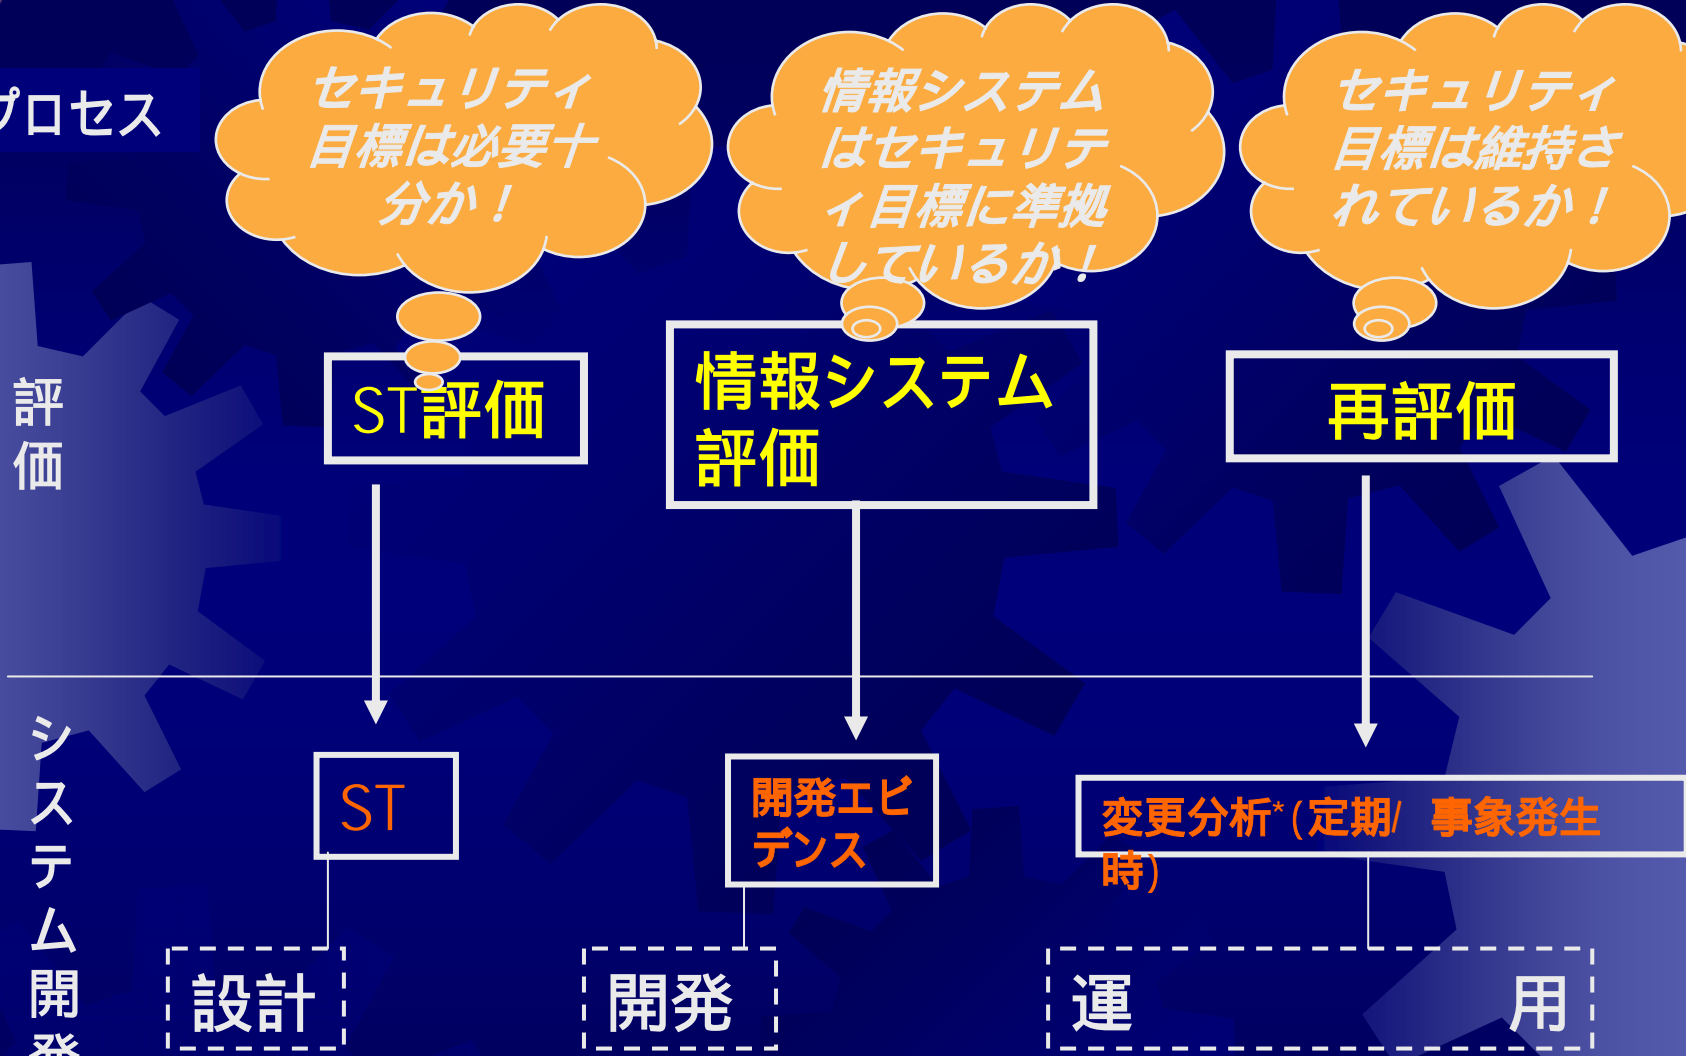 プロセス
セキュリティ
目標は必要十
分か！
情報システム
はセキュリテ
ィ目標に準拠
しているか！
セキュリティ
目標は維持さ
れているか！
評
価
ST評価
情報システム
評価
再評価
シ
ス
テ
ム
開
発
ST
開発エビ
デンス
変更分析*(定期/ 事象発生
時)
設計
開発
運 用